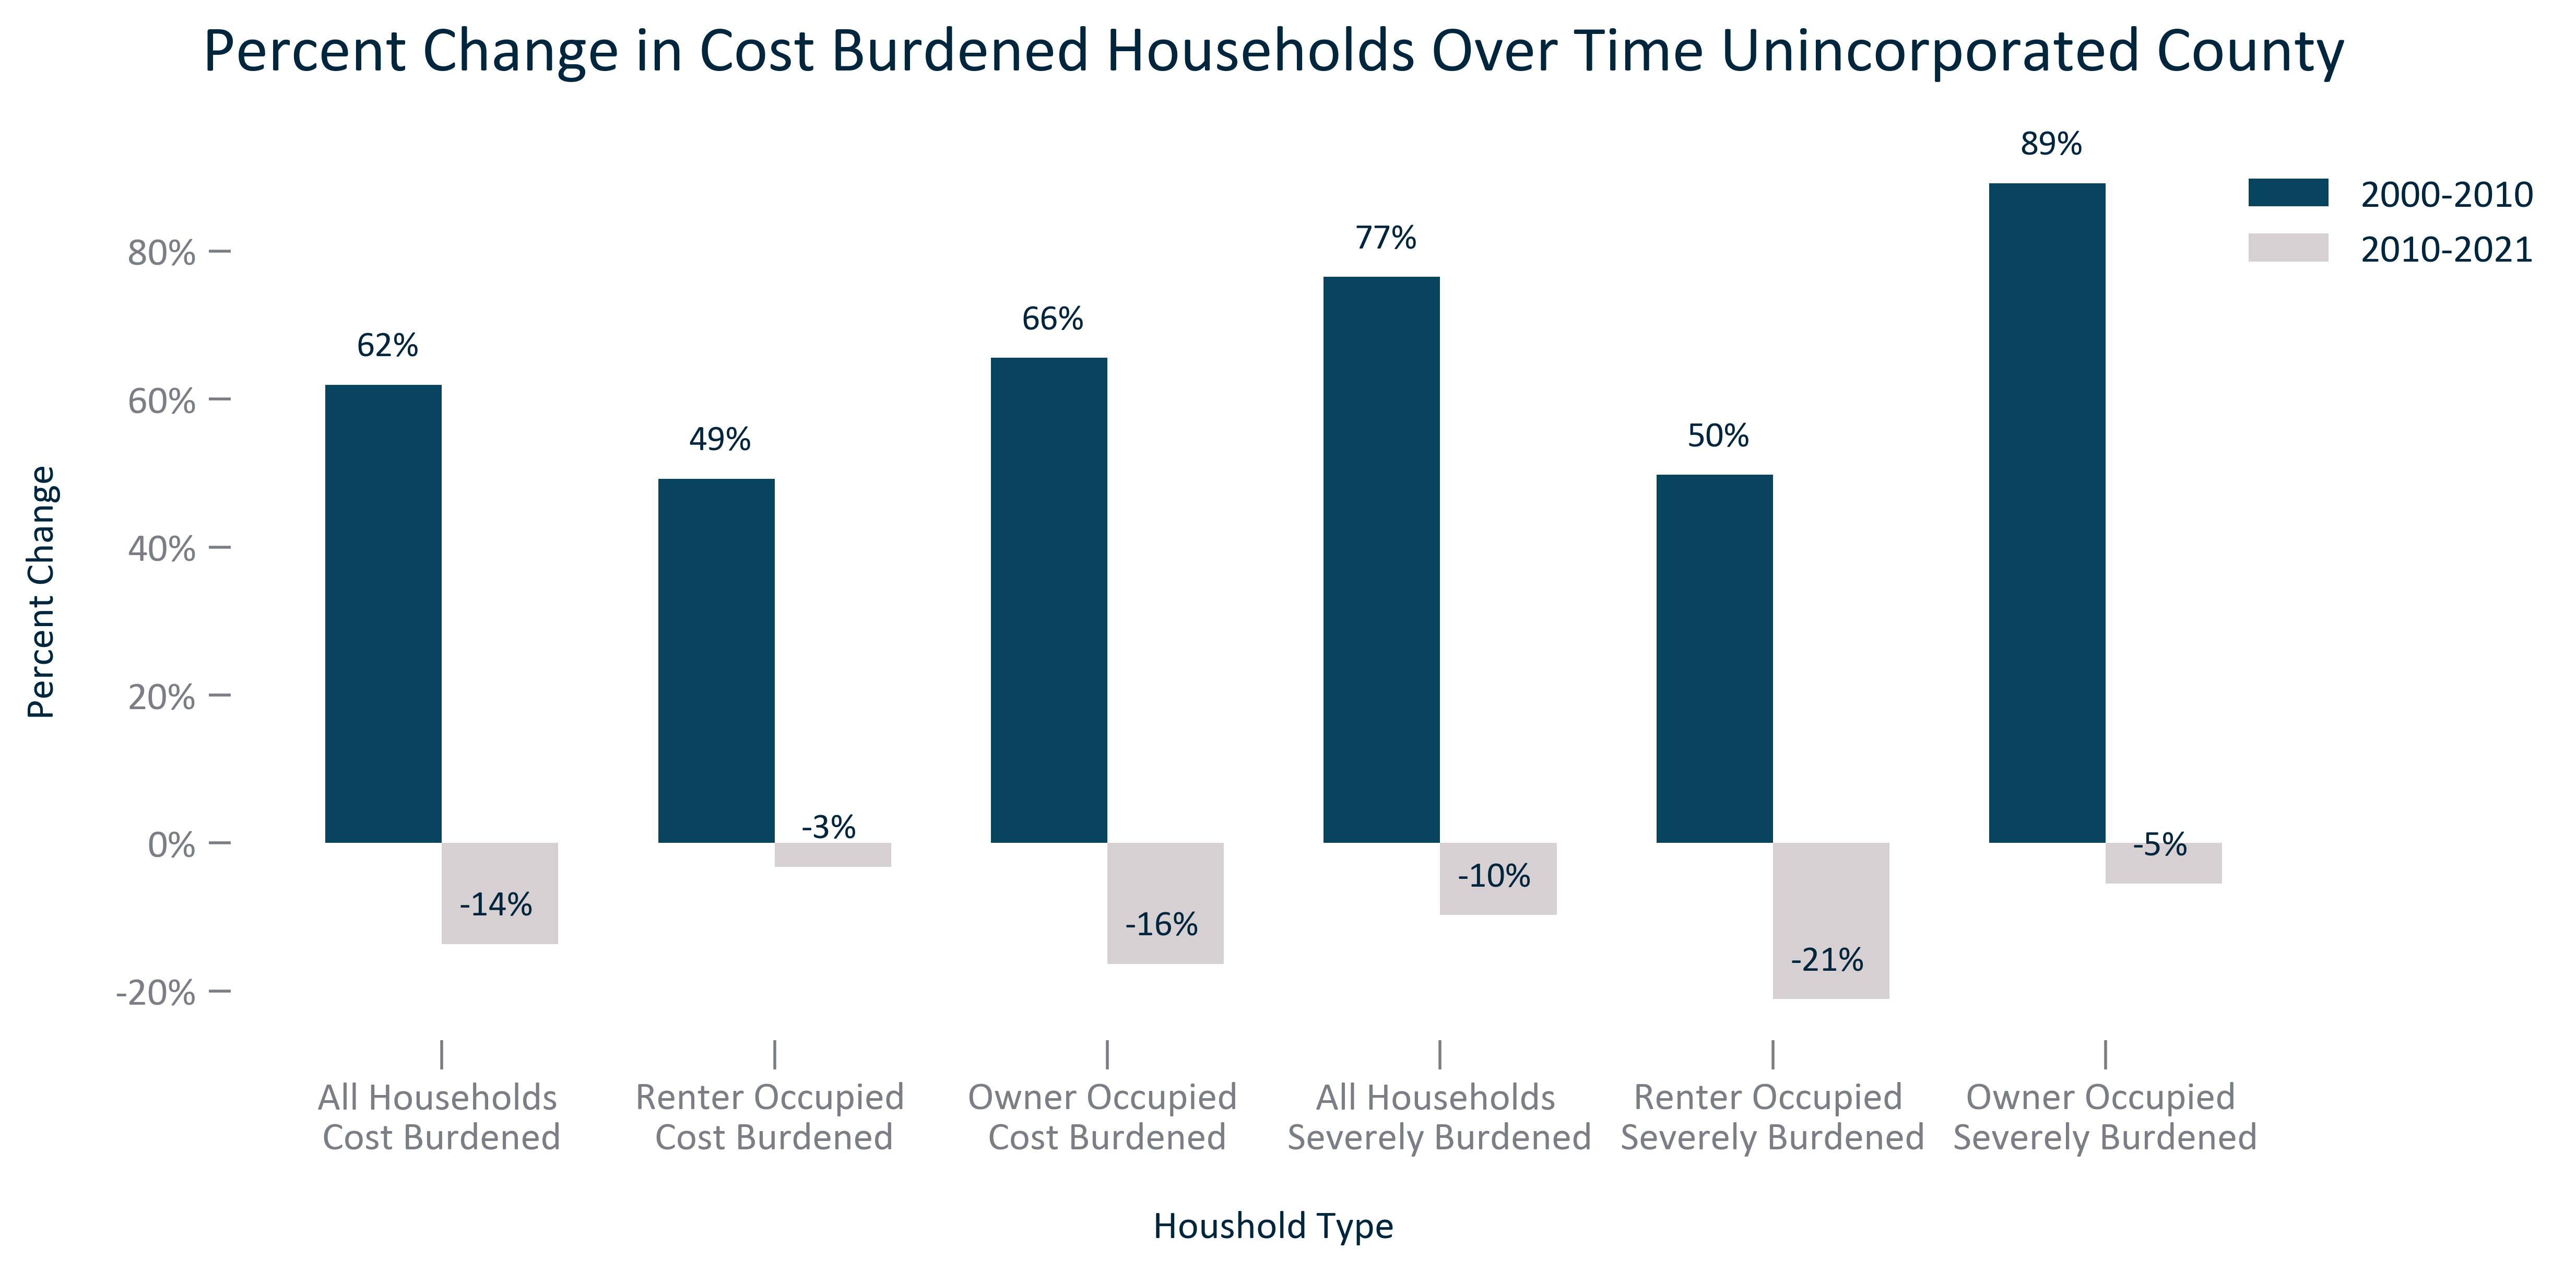 Percent Change in Cost Burdened Households Over Time Unincorporated County
2000-2010
2010-2021
Percent Change
80%
60%
40%
20%
0%
-20%
62%
-14%
49%
-3%
66%
-16%
77%
-10%
50%
-21%
89%
-5%
All Households
Cost Burdened
Renter Occupied
Cost Burdened
Owner Occupied
Cost Burdened
All Households
Severely Burdened
Renter Occupied
Severely Burdened
Owner Occupied
Severely Burdened
Houshold Type